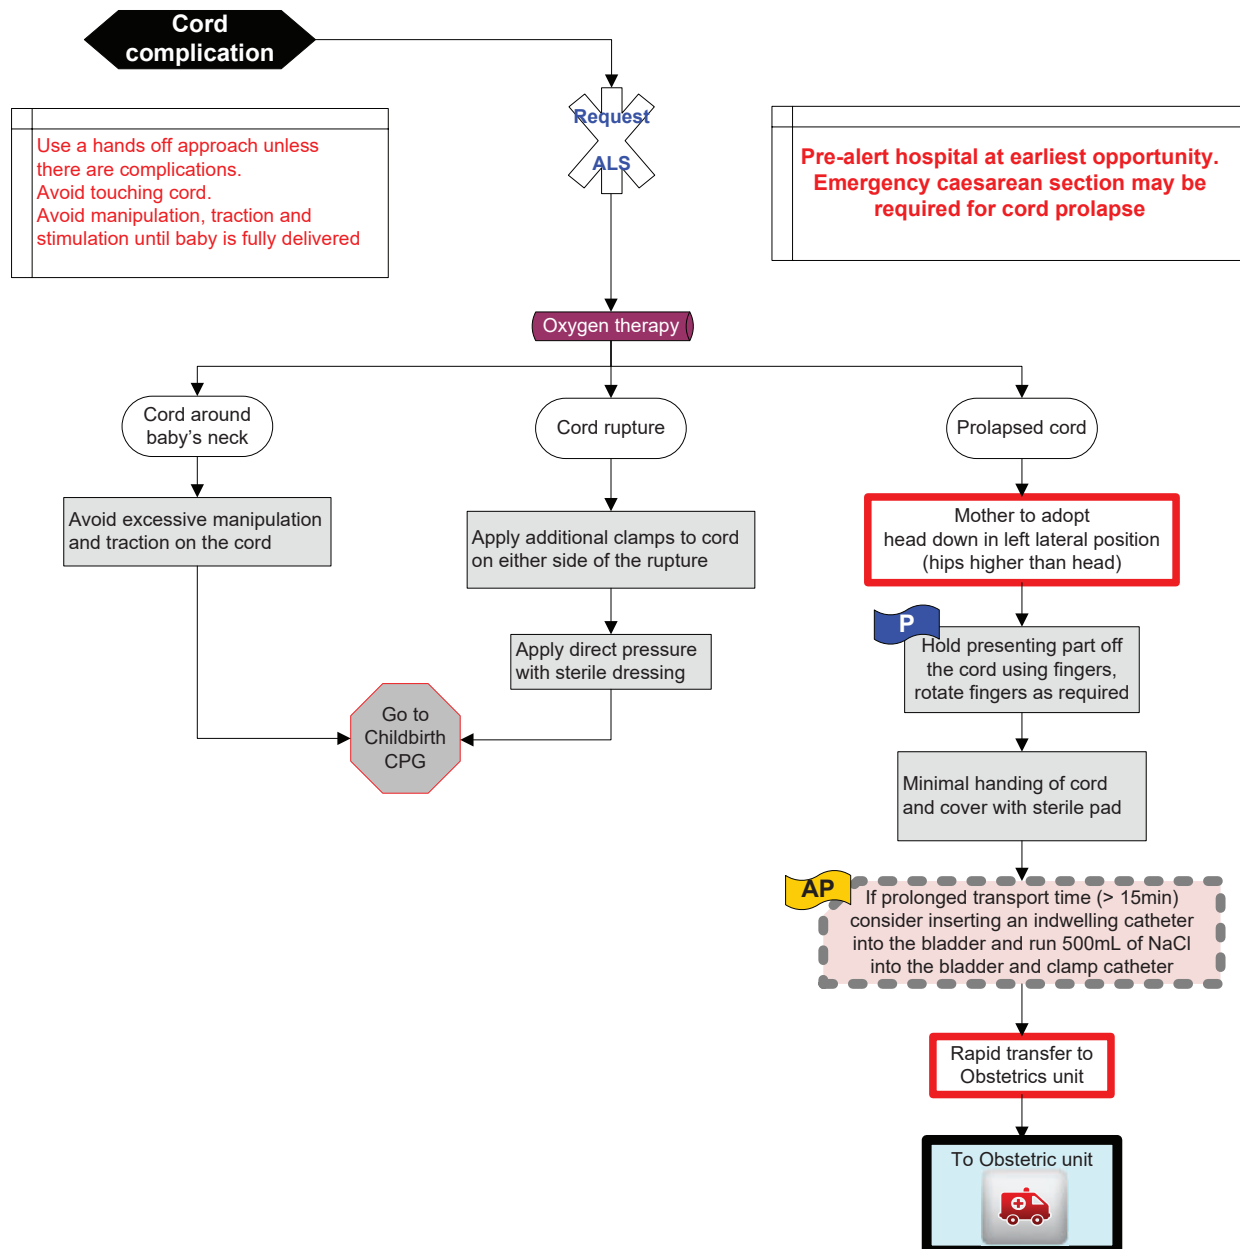 Cord
complication
Request
ALS
Use a hands off approach unless
there are complications.
Avoid touching cord.
Avoid manipulation, traction and
stimulation until baby is fully delivered
Pre-alert hospital at earliest opportunity.
Emergency caesarean section may be
required for cord prolapse
Oxygen therapy
Cord around
baby's neck
Cord rupture
Prolapsed cord
Avoid excessive manipulation
and traction on the cord
Apply additional clamps to cord
on either side of the rupture
Mother to adopt
head down in left lateral position
(hips higher than head)
P
Hold presenting part off
the cord using fingers,
rotate fingers as required
Apply direct pressure
with sterile dressing
Go to
Childbirth
CPG
Minimal handing of cord
and cover with sterile pad
AP
If prolonged transport time (> 15min)
consider inserting an indwelling catheter
into the bladder and run 500mL of NaCl
into the bladder and clamp catheter
Rapid transfer to
Obstetrics unit
To Obstetric unit